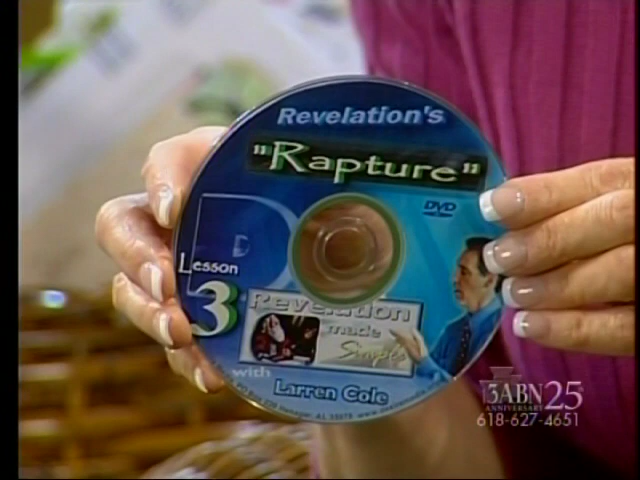 Revelation's
"Rapture"
DVD
Lesson
3
Revelation
made
Simple
with
Larren Cole
3ABN 25
ANNIVERSARY
618-627-4651